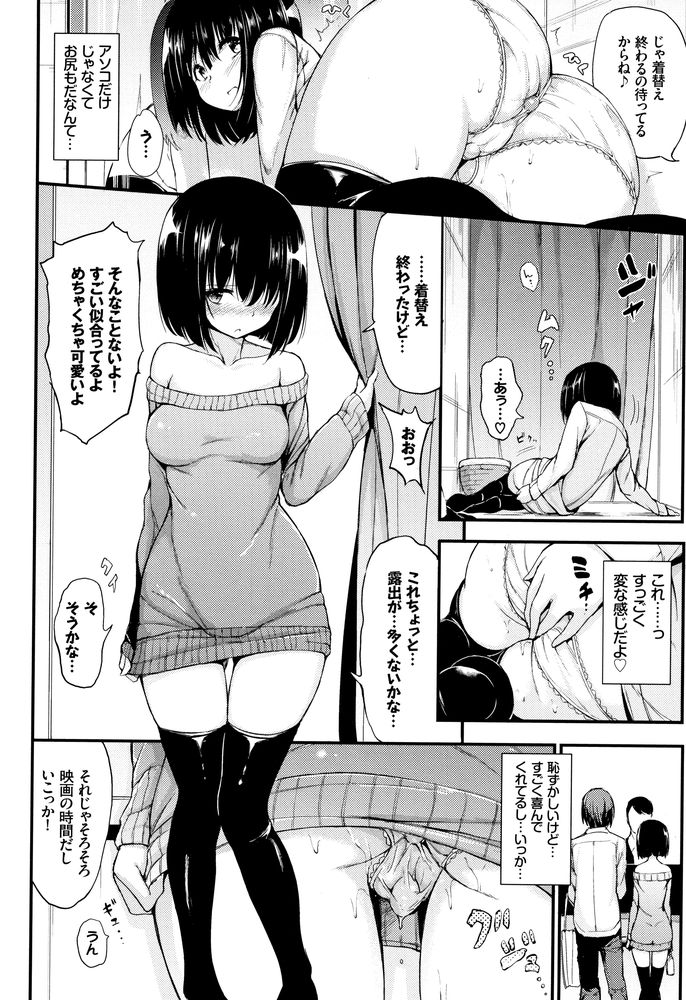 じゃ着替え
終わるの待ってる
からね♪
アソコだけ
じゃなくて
お尻もだなんて…
う…?
ん…
ムク
…あぅ…♡
これ……っ
すっごく
変な感じだよ♡
……着替え
終わったけど…
おおっ
そんなことないよ!
すごい似合ってるよ
めちゃくちゃ可愛いよ
これちょっと…
露出が…多くないかな…
クイ
そ
そうかな…
恥ずかしいけど…
すごく喜んで
くれてるし…いっか…
それじゃそろそろ
映画の時間だし
いこっか!
ギュ…
うん